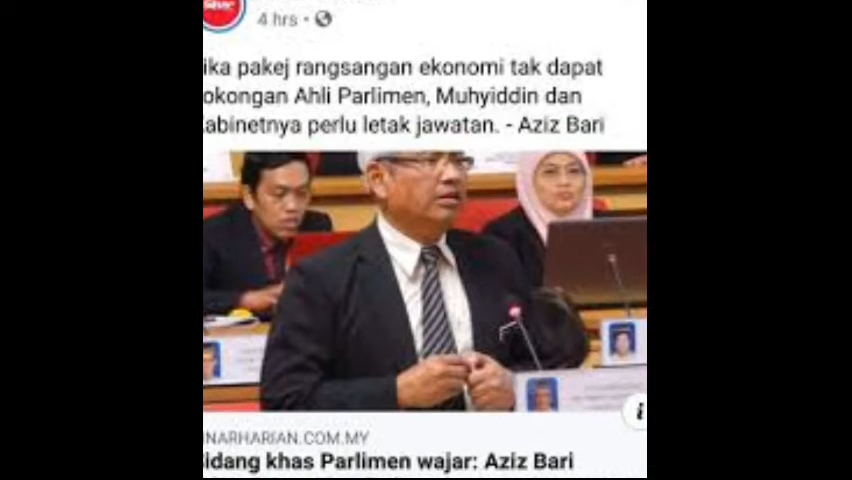 4 hrs
ika pakej rangsangan ekonomi tak dapat
okongan Ahli Parlimen, Muhyiddin dan
abinetnya perlu letak jawatan. - Aziz Bari
i
INARHARIAN.COM.MY
idang khas Parlimen wajar: Aziz Bari